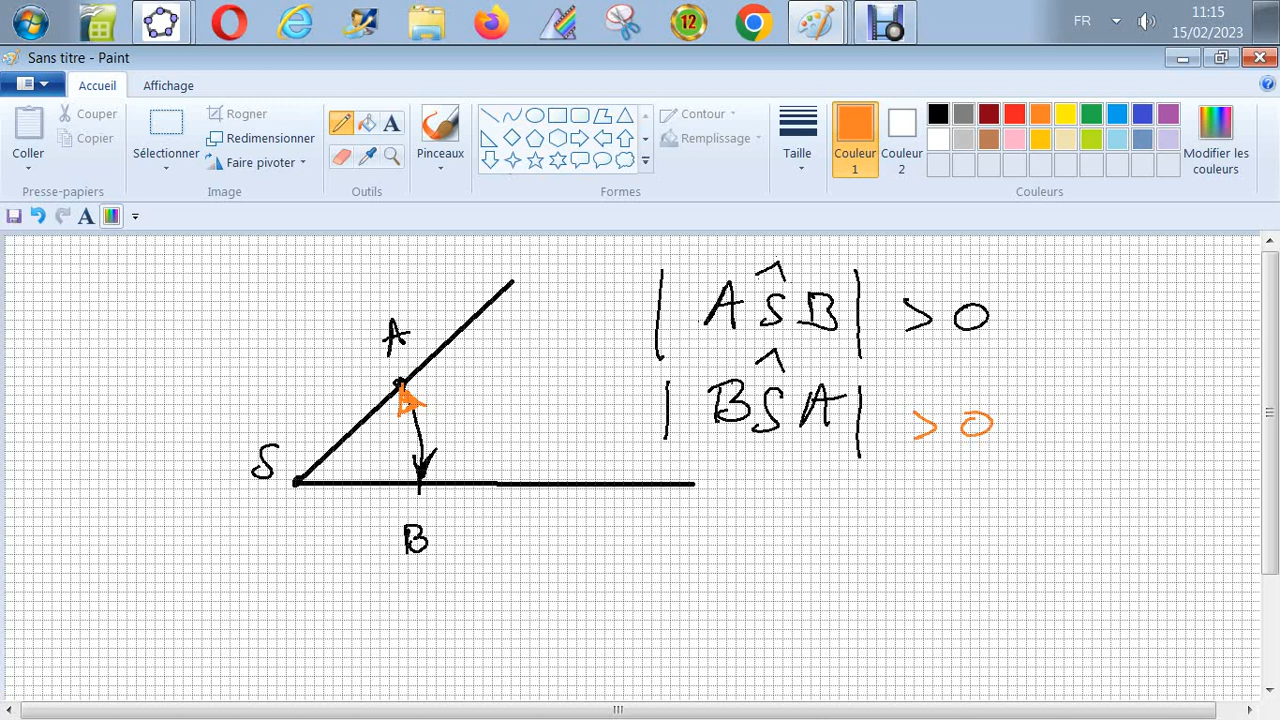 12
FR
11:15
15/02/2023
Sans titre - Paint
Accueil
Affichage
Coller
Couper
Copier
Presse-papiers
Sélectionner
Rogner
Redimensionner
Faire pivoter
Image
A
Outils
Pinceaux
Contour
Remplissage
Formes
Taille
Couleur 1
Couleur 2
Modifier les couleurs
Couleurs
A
A
S
B
| AŜB | > 0
| BŜA | > 0